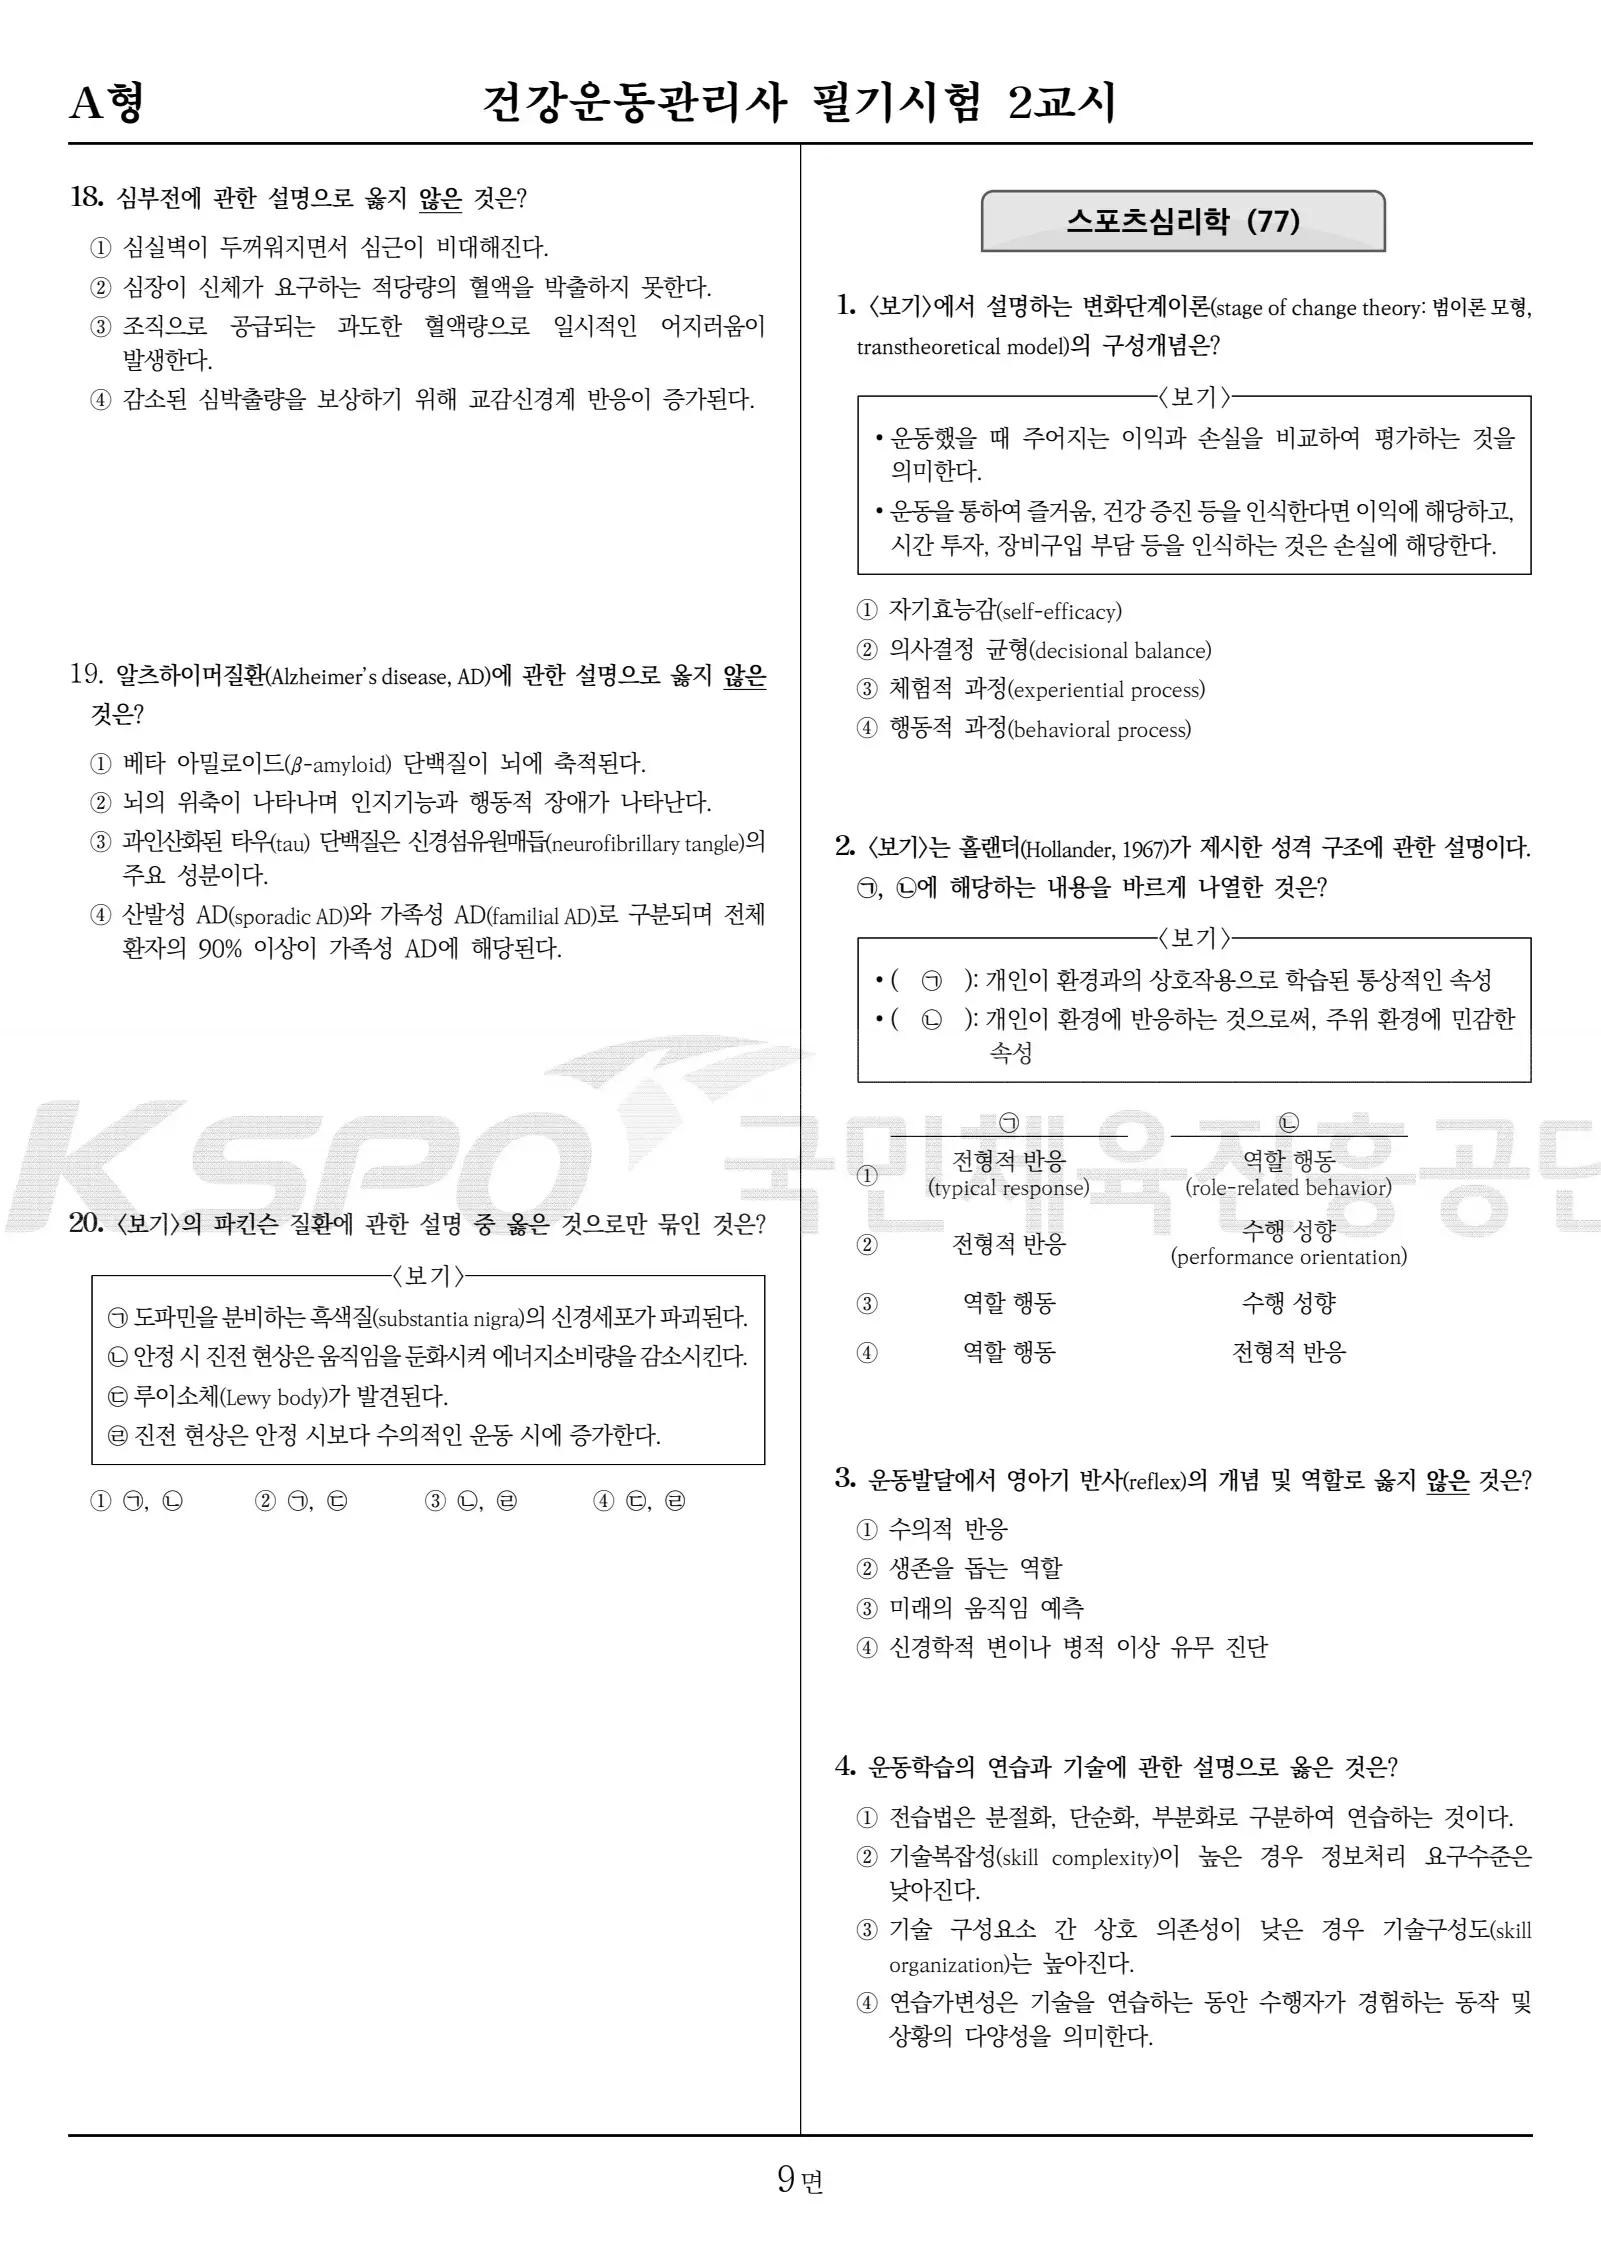 A형
건강운동관리사 필기시험 2교시
18. 심부전에 관한 설명으로 옳지 않은 것은?
① 심실벽이 두꺼워지면서 심근이 비대해진다.
② 심장이 신체가 요구하는 적당량의 혈액을 박출하지 못한다.
③ 조직으로 공급되는 과도한 혈액량으로 일시적인 어지러움이
발생한다.
④ 감소된 심박출량을 보상하기 위해 교감신경계 반응이 증가된다.
19. 알츠하이머질환(Alzheimer's disease, AD)에 관한 설명으로 옳지 않은
것은?
① 베타 아밀로이드(β-amyloid) 단백질이 뇌에 축적된다.
② 뇌의 위축이 나타나며 인지기능과 행동적 장애가 나타난다.
③ 과인산화된 타우(tau) 단백질은 신경섬유원매듭(neurofibrillary tangle)의
주요 성분이다.
④ 산발성 AD(sporadic AD)와 가족성 AD(familial AD)로 구분되며 전체
환자의 90% 이상이 가족성 AD에 해당된다.
20. 〈보기〉의 파킨슨 질환에 관한 설명 중 옳은 것으로만 묶인 것은?
〈보기〉
㉠ 도파민을 분비하는 흑색질(substantia nigra)의 신경세포가 파괴된다.
㉡ 안정 시 진전 현상은 움직임을 둔화시켜 에너지소비량을 감소시킨다.
㉢ 루이소체(Lewy body)가 발견된다.
㉣ 진전 현상은 안정 시보다 수의적인 운동 시에 증가한다.
① ㉠, ㉡ ② ㉠, ㉢ ③ ㉡, ㉣ ④ ㉢, ㉣
스포츠심리학 (77)
1. 〈보기〉에서 설명하는 변화단계이론(stage of change theory: 범이론 모형,
transtheoretical model)의 구성개념은?
〈보기〉
• 운동했을 때 주어지는 이익과 손실을 비교하여 평가하는 것을
의미한다.
• 운동을 통하여 즐거움, 건강 증진 등을 인식한다면 이익에 해당하고,
시간 투자, 장비구입 부담 등을 인식하는 것은 손실에 해당한다.
① 자기효능감(self-efficacy)
② 의사결정 균형(decisional balance)
③ 체험적 과정(experiential process)
④ 행동적 과정(behavioral process)
2. 〈보기〉는 홀랜더(Hollander, 1967)가 제시한 성격 구조에 관한 설명이다.
㉠, ㉡에 해당하는 내용을 바르게 나열한 것은?
〈보기〉
• ( ㉠ ): 개인이 환경과의 상호작용으로 학습된 통상적인 속성
• ( ㉡ ): 개인이 환경에 반응하는 것으로써, 주위 환경에 민감한
속성
㉠ ㉡
① 전형적 반응 역할 행동
(typical response) (role-related behavior)
② 전형적 반응 수행 성향
(performance orientation)
③ 역할 행동 수행 성향
④ 역할 행동 전형적 반응
3. 운동발달에서 영아기 반사(reflex)의 개념 및 역할로 옳지 않은 것은?
① 수의적 반응
② 생존을 돕는 역할
③ 미래의 움직임 예측
④ 신경학적 변이나 병적 이상 유무 진단
4. 운동학습의 연습과 기술에 관한 설명으로 옳은 것은?
① 전습법은 분절화, 단순화, 부분화로 구분하여 연습하는 것이다.
② 기술복잡성(skill complexity)이 높은 경우 정보처리 요구수준은
낮아진다.
③ 기술 구성요소 간 상호 의존성이 낮은 경우 기술구성도(skill
organization)는 높아진다.
④ 연습가변성은 기술을 연습하는 동안 수행자가 경험하는 동작 및
상황의 다양성을 의미한다.
KSPO 국민체육진흥공단
9면